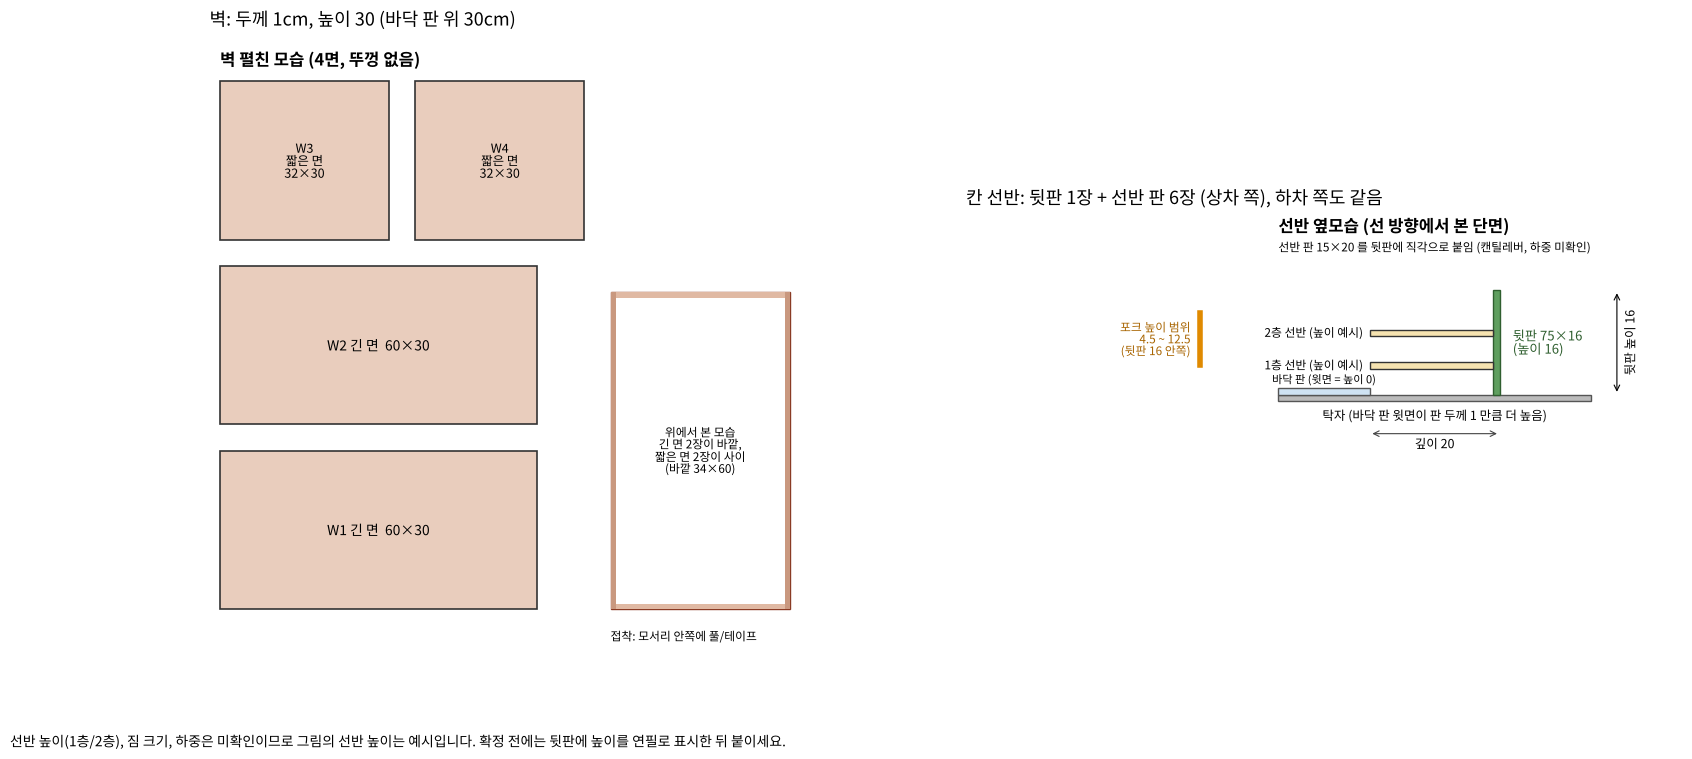 벽: 두께 1cm, 높이 30 (바닥 판 위 30cm)
벽 펼친 모습 (4면, 뚜껑 없음)
W3
짧은 면
32×30
W4
짧은 면
32×30
W2 긴 면 60×30
W1 긴 면 60×30
위에서 본 모습
긴 면 2장이 바깥,
짧은 면 2장이 사이
(바깥 34×60)
접착: 모서리 안쪽에 풀/테이프
칸 선반: 뒷판 1장 + 선반 판 6장 (상차 쪽), 하차 쪽도 같음
선반 옆모습 (선 방향에서 본 단면)
선반 판 15×20 를 뒷판에 직각으로 붙임 (캔틸레버, 하중 미확인)
포크 높이 범위
4.5 ~ 12.5
(뒷판 16 안쪽)
2층 선반 (높이 예시)
1층 선반 (높이 예시)
바닥 판 (윗면 = 높이 0)
뒷판 75×16
(높이 16)
뒷판 높이 16
탁자 (바닥 판 윗면이 판 두께 1 만큼 더 높음)
깊이 20
선반 높이(1층/2층), 짐 크기, 하중은 미확인이므로 그림의 선반 높이는 예시입니다. 확정 전에는 뒷판에 높이를 연필로 표시한 뒤 붙이세요.